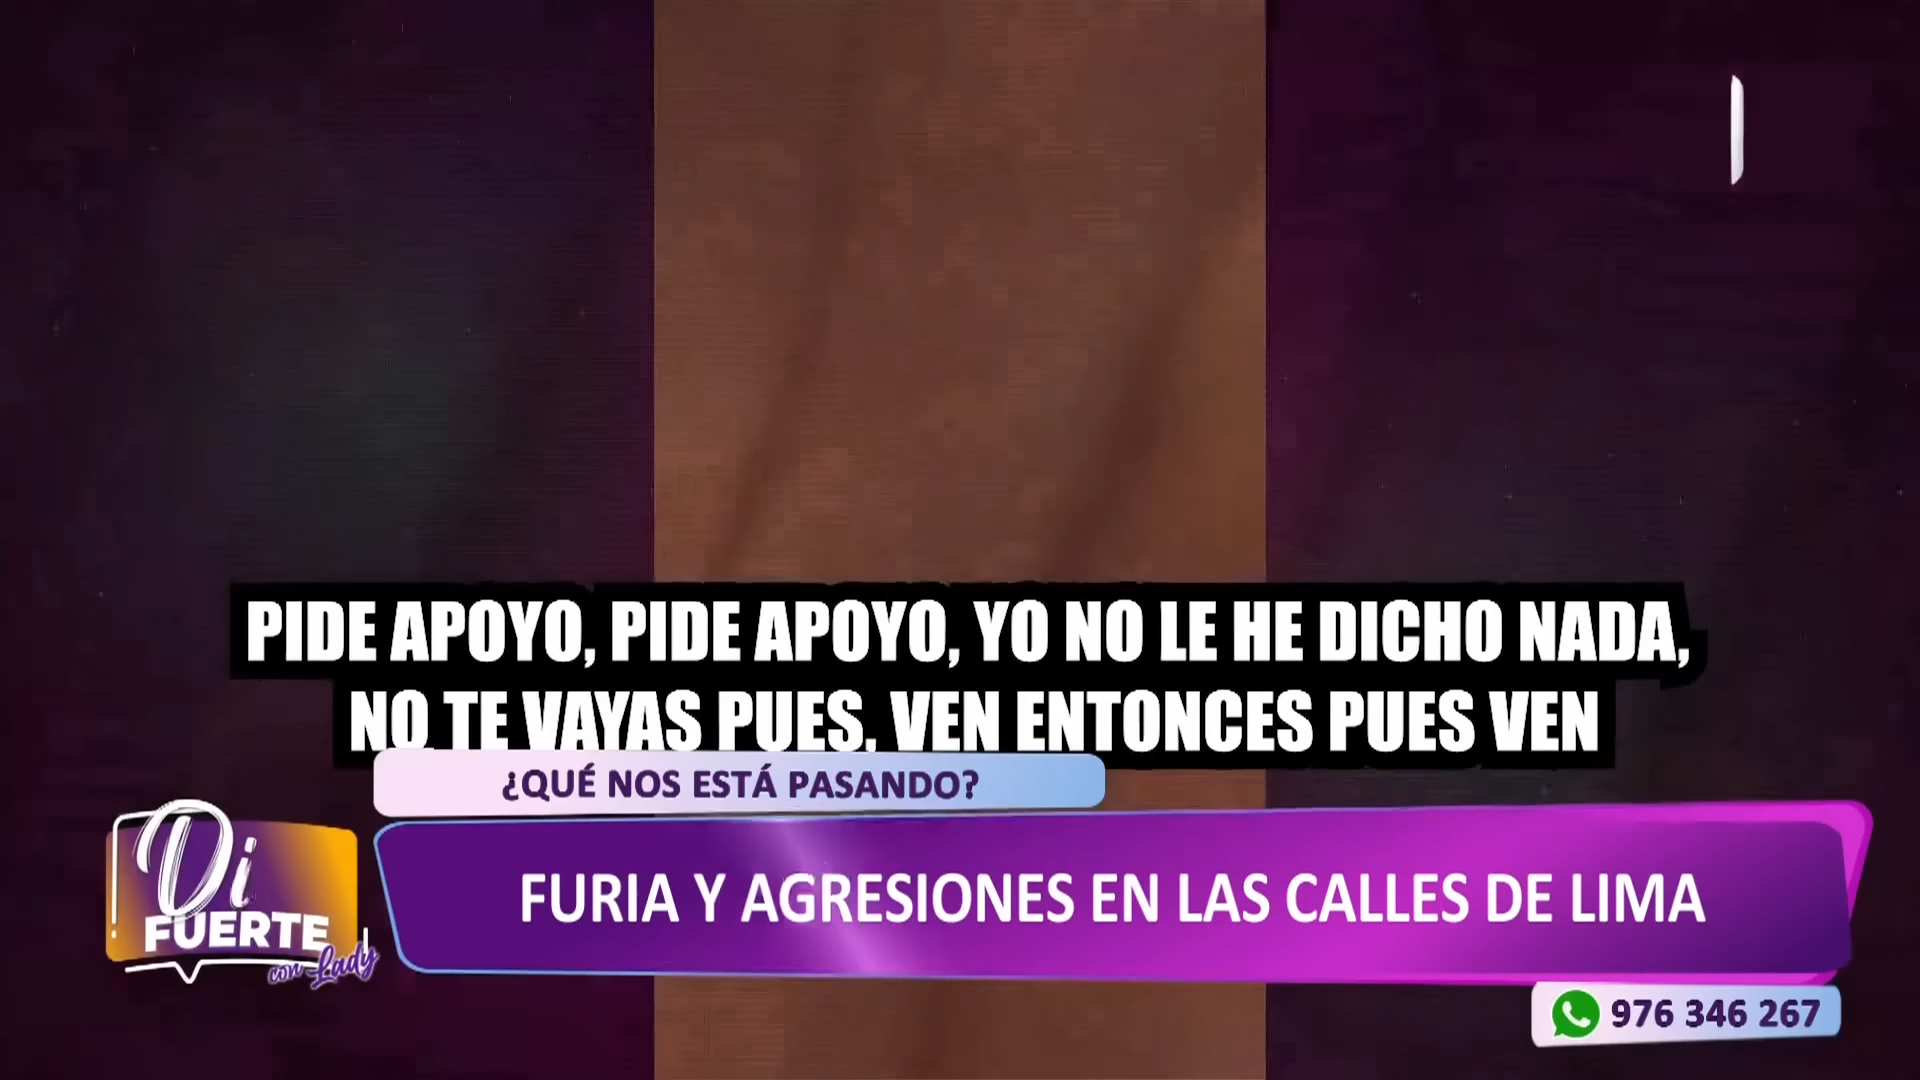 PIDE APOYO, PIDE APOYO, YO NO LE HE DICHO NADA,
NO TE VAYAS PUES, VEN ENTONCES PUES VEN
¿QUÉ NOS ESTÁ PASANDO?
Di
FUERTE
con Lady
FURIA Y AGRESIONES EN LAS CALLES DE LIMA
976 346 267